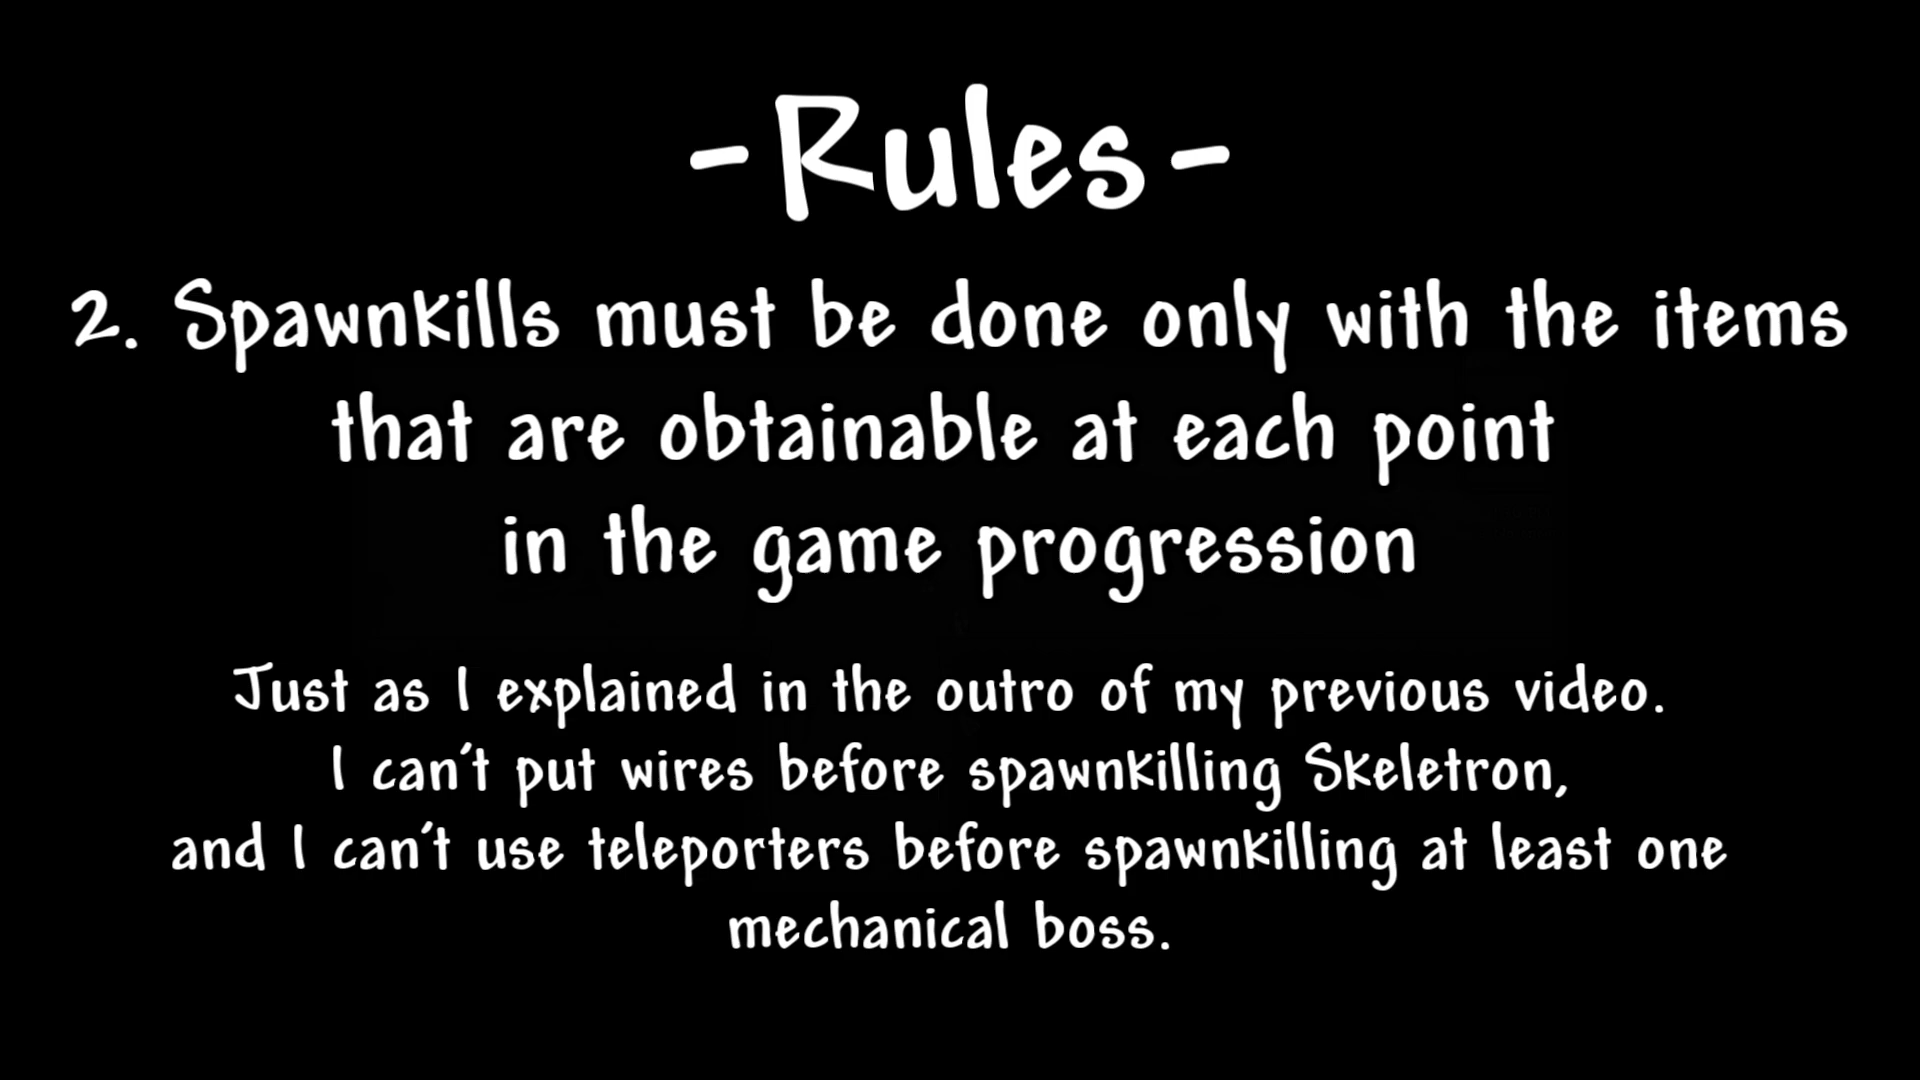 -Rules-
2. Spawnkills must be done only with the items
that are obtainable at each point
in the game progression
Just as I explained in the outro of my previous video.
I can't put wires before spawnkilling Skeletron,
and I can't use teleporters before spawnkilling at least one
mechanical boss.